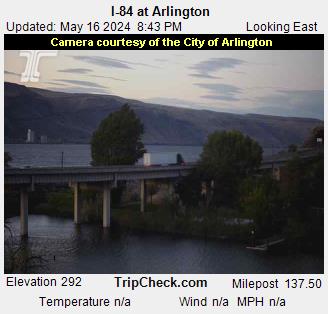 I-84 at Arlington
Updated: May 16 2024 8:43 PM Looking East
Camera courtesy of the City of Arlington
Elevation 292 TripCheck.com Milepost 137.50
Temperature n/a Wind n/a MPH n/a